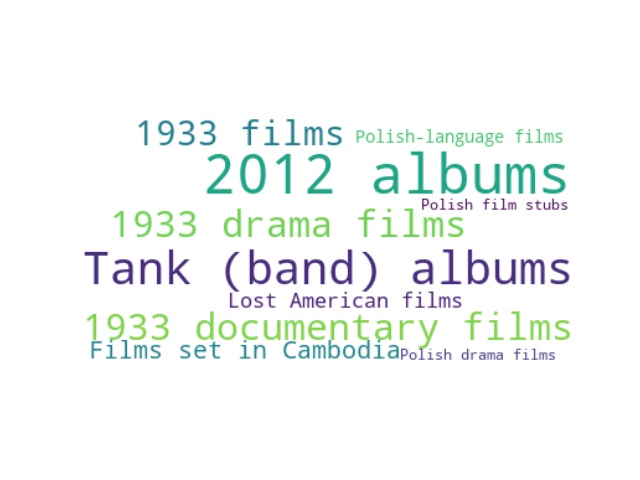 1933 films
Polish-language films
2012 albums
Polish film stubs
1933 drama films
Tank (band) albums
Lost American films
1933 documentary films
Films set in Cambodia
Polish drama films